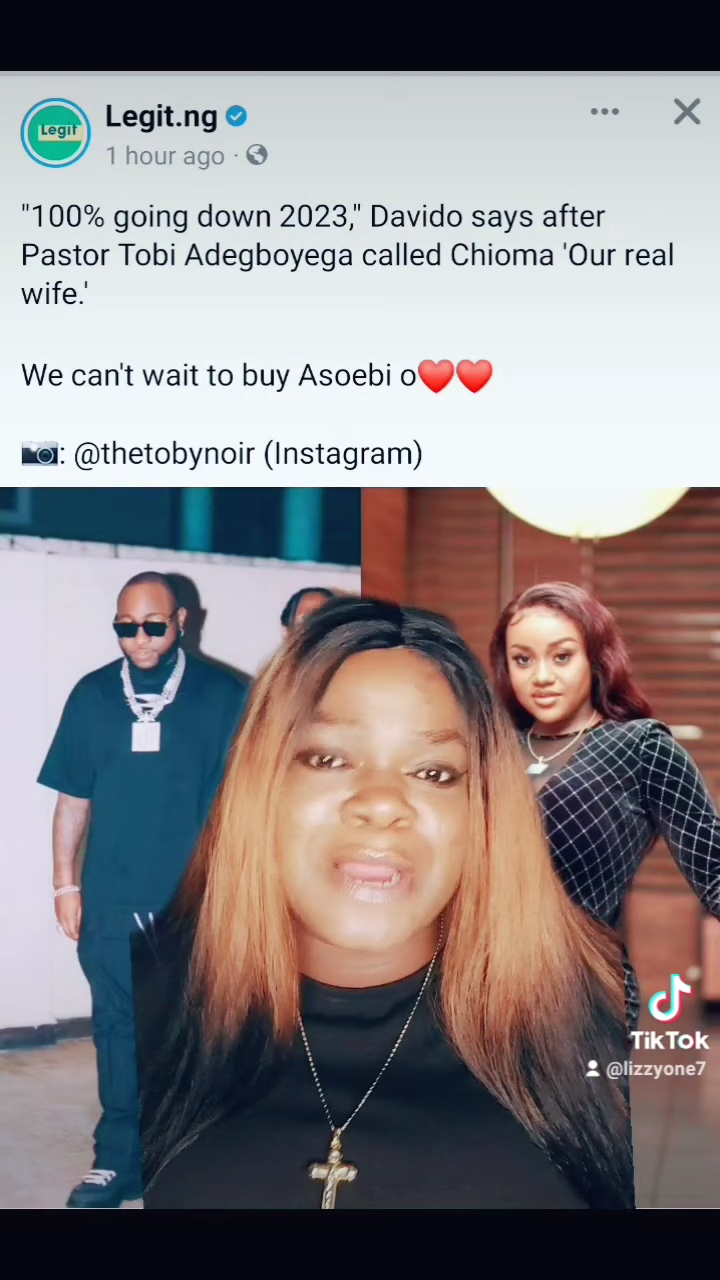 Legit
Legit.ng
1 hour ago ·
"100% going down 2023," Davido says after
Pastor Tobi Adegboyega called Chioma 'Our real
wife.'
We can't wait to buy Asoebi o❤️❤️
📷: @thetobynoir (Instagram)
TikTok
@lizzyone7